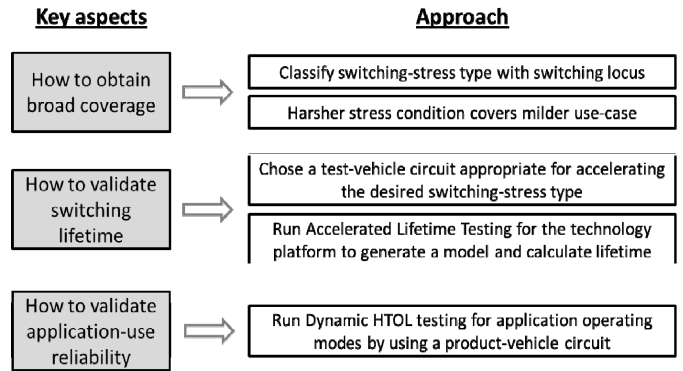 Key aspects
Approach
How to obtain
broad coverage
Classify switching-stress type with switching locus
Harsher stress condition covers milder use-case
How to validate
switching
lifetime
Chose a test-vehicle circuit appropriate for accelerating
the desired switching-stress type
Run Accelerated Lifetime Testing for the technology
platform to generate a model and calculate lifetime
How to validate
application-use
reliability
Run Dynamic HTOL testing for application operating
modes by using a product-vehicle circuit